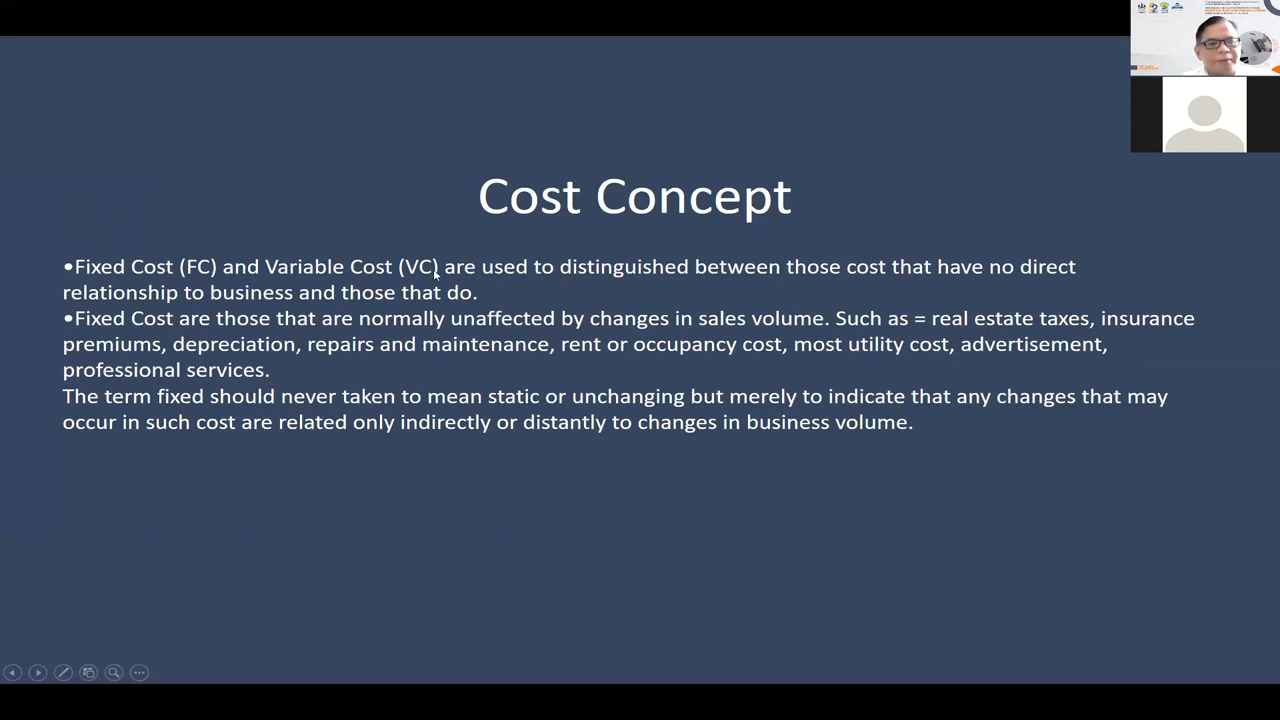 Cost Concept
•Fixed Cost (FC) and Variable Cost (VC) are used to distinguished between those cost that have no direct
relationship to business and those that do.
•Fixed Cost are those that are normally unaffected by changes in sales volume. Such as = real estate taxes, insurance
premiums, depreciation, repairs and maintenance, rent or occupancy cost, most utility cost, advertisement,
professional services.
The term fixed should never taken to mean static or unchanging but merely to indicate that any changes that may
occur in such cost are related only indirectly or distantly to changes in business volume.